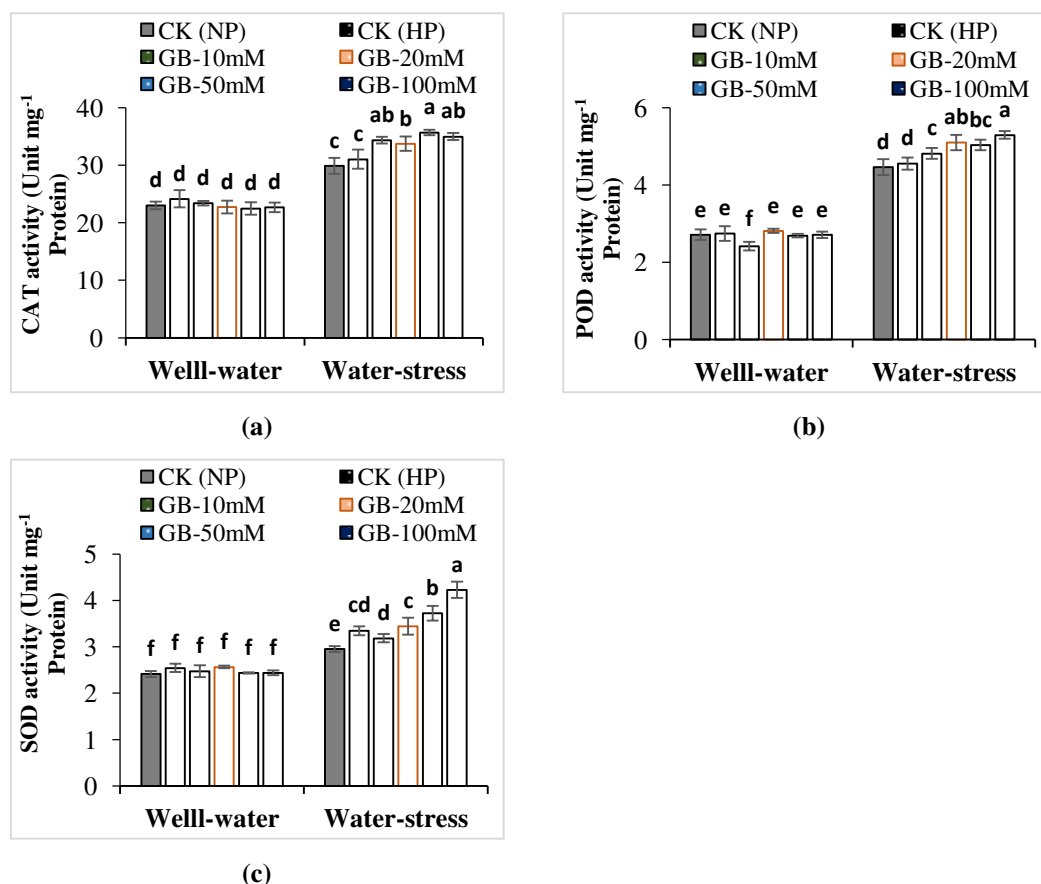 CK (NP) CK (HP)
GB-10mM GB-20mM
GB-50mM GB-100mM
CAT activity (Unit mg-1
Protein)
40
30
20
10
0
d d d d d d c c ab b a ab
Welll-water Water-stress
(a)
CK (NP) CK (HP)
GB-10mM GB-20mM
GB-50mM GB-100mM
POD activity (Unit mg-1
Protein)
6
4
2
0
e e f e e e d d c ab bc a
Welll-water Water-stress
(b)
CK (NP) CK (HP)
GB-10mM GB-20mM
GB-50mM GB-100mM
SOD activity (Unit mg-1
Protein)
5
4
3
2
1
0
f f f f f f e cd d c b a
Welll-water Water-stress
(c)